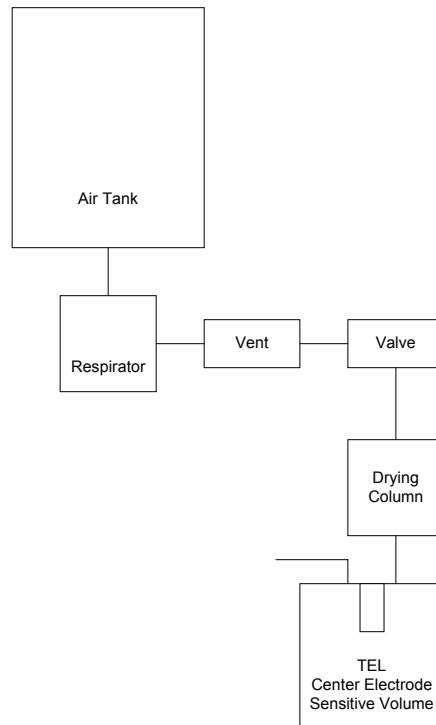 Air Tank
Respirator
Vent
Valve
Drying
Column
TEL
Center Electrode
Sensitive Volume